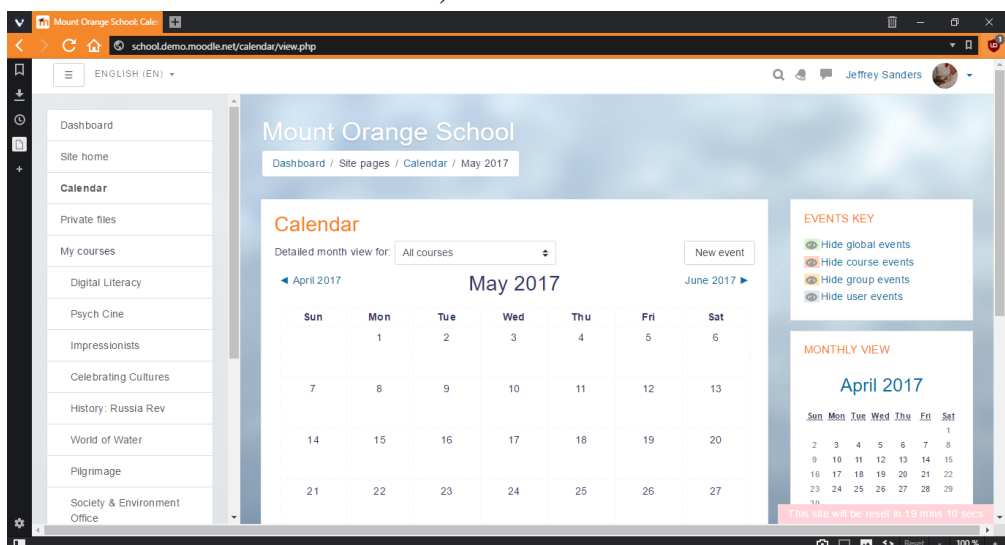 Mount Orange School: Cale
school.demo.moodle.net/calendar/view.php
ENGLISH (EN)
Jeffrey Sanders
Dashboard
Site home
Calendar
Private files
My courses
Digital Literacy
Psych Cine
Impressionists
Celebrating Cultures
History: Russia Rev
World of Water
Pilgrimage
Society & Environment
Office
Mount Orange School
Dashboard / Site pages / Calendar / May 2017
Calendar
Detailed month view for: All courses New event
◄ April 2017 May 2017 June 2017 ►
Sun Mon Tue Wed Thu Fri Sat
1 2 3 4 5 6
7 8 9 10 11 12 13
14 15 16 17 18 19 20
21 22 23 24 25 26 27
EVENTS KEY
Hide global events
Hide course events
Hide group events
Hide user events
MONTHLY VIEW
April 2017
Sun Mon Tue Wed Thu Fri Sat
1
2 3 4 5 6 7 8
9 10 11 12 13 14 15
16 17 18 19 20 21 22
23 24 25 26 27 28 29
30
This site will be reset in 19 mins 10 secs
Reset 100 %